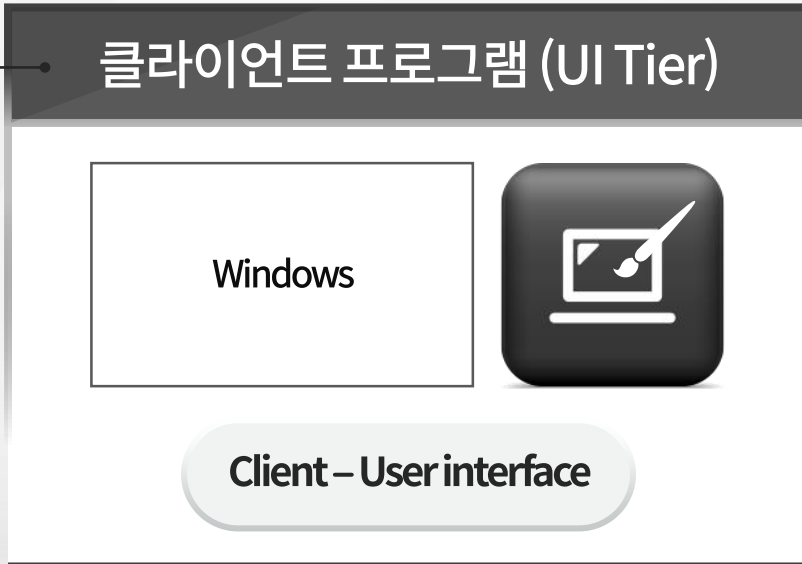 클라이언트 프로그램 (UI Tier)
Windows
Client – User interface